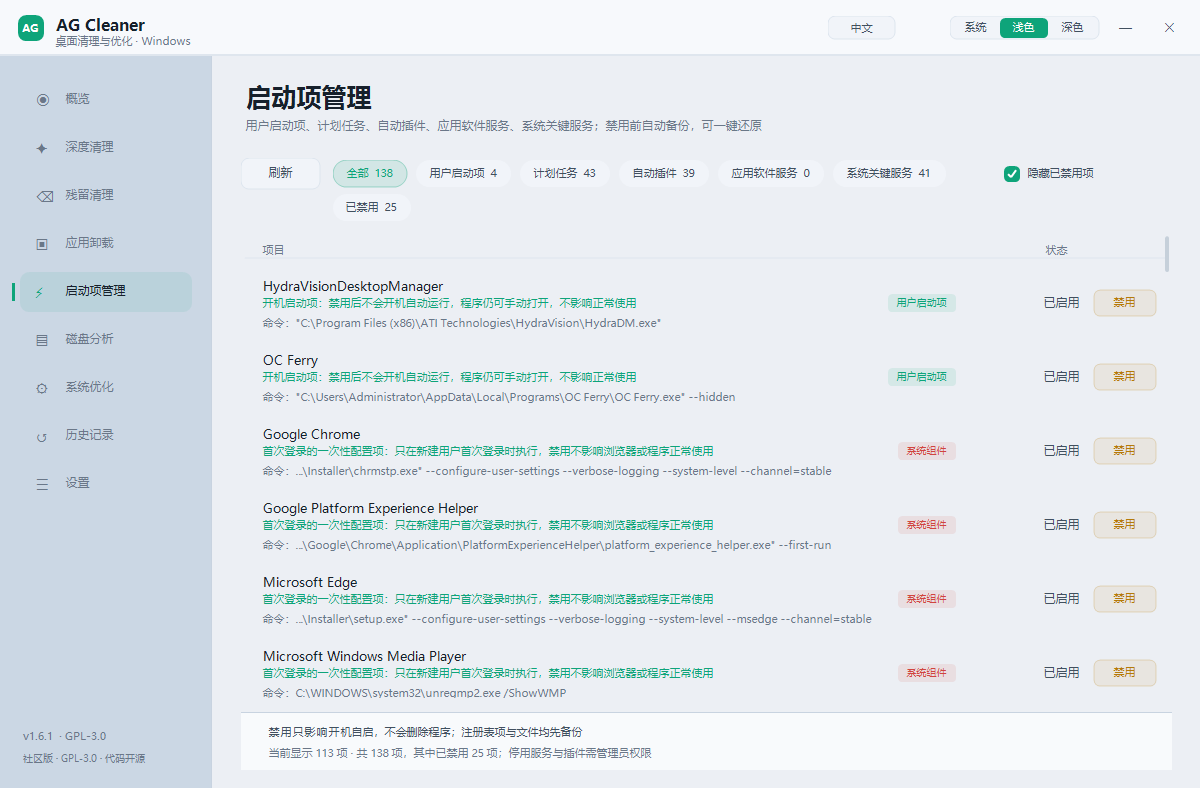 AG
AG Cleaner
桌面清理与优化 · Windows
中文
系统 浅色 深色
概览
深度清理
残留清理
应用卸载
启动项管理
磁盘分析
系统优化
历史记录
设置
v1.6.1 · GPL-3.0
社区版 · GPL-3.0 · 代码开源
启动项管理
用户启动项、计划任务、自动插件、应用软件服务、系统关键服务；禁用前自动备份，可一键还原
刷新 全部 138 用户启动项 4 计划任务 43 自动插件 39 应用软件服务 0 系统关键服务 41 隐藏已禁用项
已禁用 25
项目 状态
HydraVisionDesktopManager
开机启动项：禁用后不会开机自动运行，程序仍可手动打开，不影响正常使用
命令："C:\Program Files (x86)\ATI Technologies\HydraVision\HydraDM.exe"
用户启动项 已启用 禁用
OC Ferry
开机启动项：禁用后不会开机自动运行，程序仍可手动打开，不影响正常使用
命令："C:\Users\Administrator\AppData\Local\Programs\OC Ferry\OC Ferry.exe" --hidden
用户启动项 已启用 禁用
Google Chrome
首次登录的一次性配置项：只在新建用户首次登录时执行，禁用不影响浏览器或程序正常使用
命令：...\Installer\chrmstp.exe" --configure-user-settings --verbose-logging --system-level --channel=stable
系统组件 已启用 禁用
Google Platform Experience Helper
首次登录的一次性配置项：只在新建用户首次登录时执行，禁用不影响浏览器或程序正常使用
命令：...\Google\Chrome\Application\PlatformExperienceHelper\platform_experience_helper.exe" --first-run
系统组件 已启用 禁用
Microsoft Edge
首次登录的一次性配置项：只在新建用户首次登录时执行，禁用不影响浏览器或程序正常使用
命令：...\Installer\setup.exe" --configure-user-settings --verbose-logging --system-level --msedge --channel=stable
系统组件 已启用 禁用
Microsoft Windows Media Player
首次登录的一次性配置项：只在新建用户首次登录时执行，禁用不影响浏览器或程序正常使用
命令：C:\WINDOWS\system32\unregmp2.exe /ShowWMP
系统组件 已启用 禁用
禁用只影响开机自启，不会删除程序；注册表项与文件均先备份
当前显示 113 项 · 共 138 项，其中已禁用 25 项；停用服务与插件需管理员权限